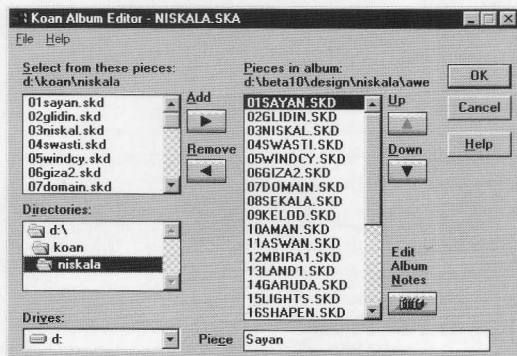 Koan Album Editor - NISKALA.SKA
File Help
Select from these pieces:
d:\koan\niskala
01sayan.skd
02glidin.skd
03niskal.skd
04swasti.skd
05windcy.skd
06giza2.skd
07domain.skd
Add
Remove
Directories:
d:\
koan
niskala
Drives:
d:
Pieces in album:
d:\beta10\design\niskala\awe
01SAYAN.SKD
02GLIDIN.SKD
03NISKAL.SKD
04SWASTI.SKD
05WINDCY.SKD
06GIZA2.SKD
07DOMAIN.SKD
08SEKALA.SKD
09KELOD.SKD
10AMAN.SKD
11ASWAN.SKD
12MBIRA1.SKD
13LAND1.SKD
14GARUDA.SKD
15LIGHTS.SKD
16SHAPEN.SKD
Up
Down
Edit
Album
Notes
Piece Sayan
OK
Cancel
Help